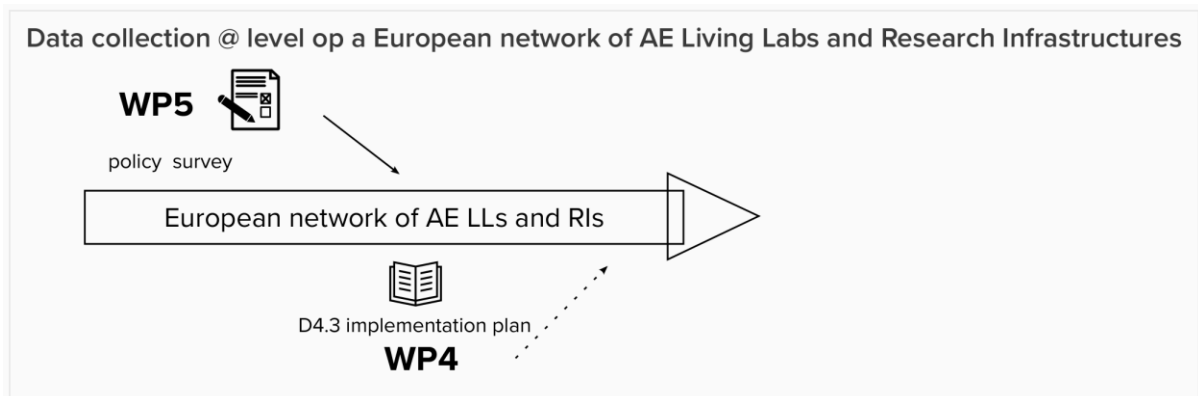 Data collection @ level op a European network of AE Living Labs and Research Infrastructures
WP5
policy survey
European network of AE LLs and RIs
D4.3 implementation plan
WP4